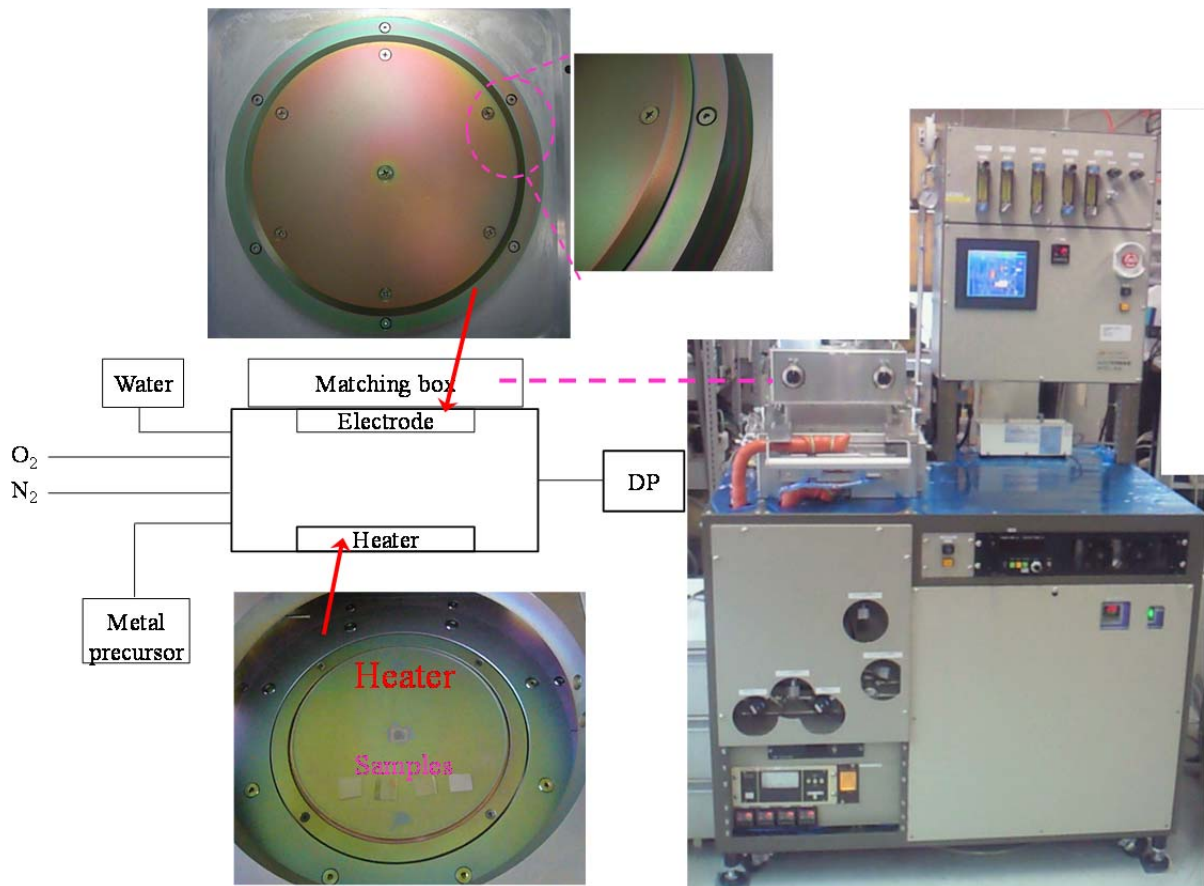 Water
Matching box
Electrode
O₂
N₂
DP
Heater
Metal
precursor
Heater
Samples